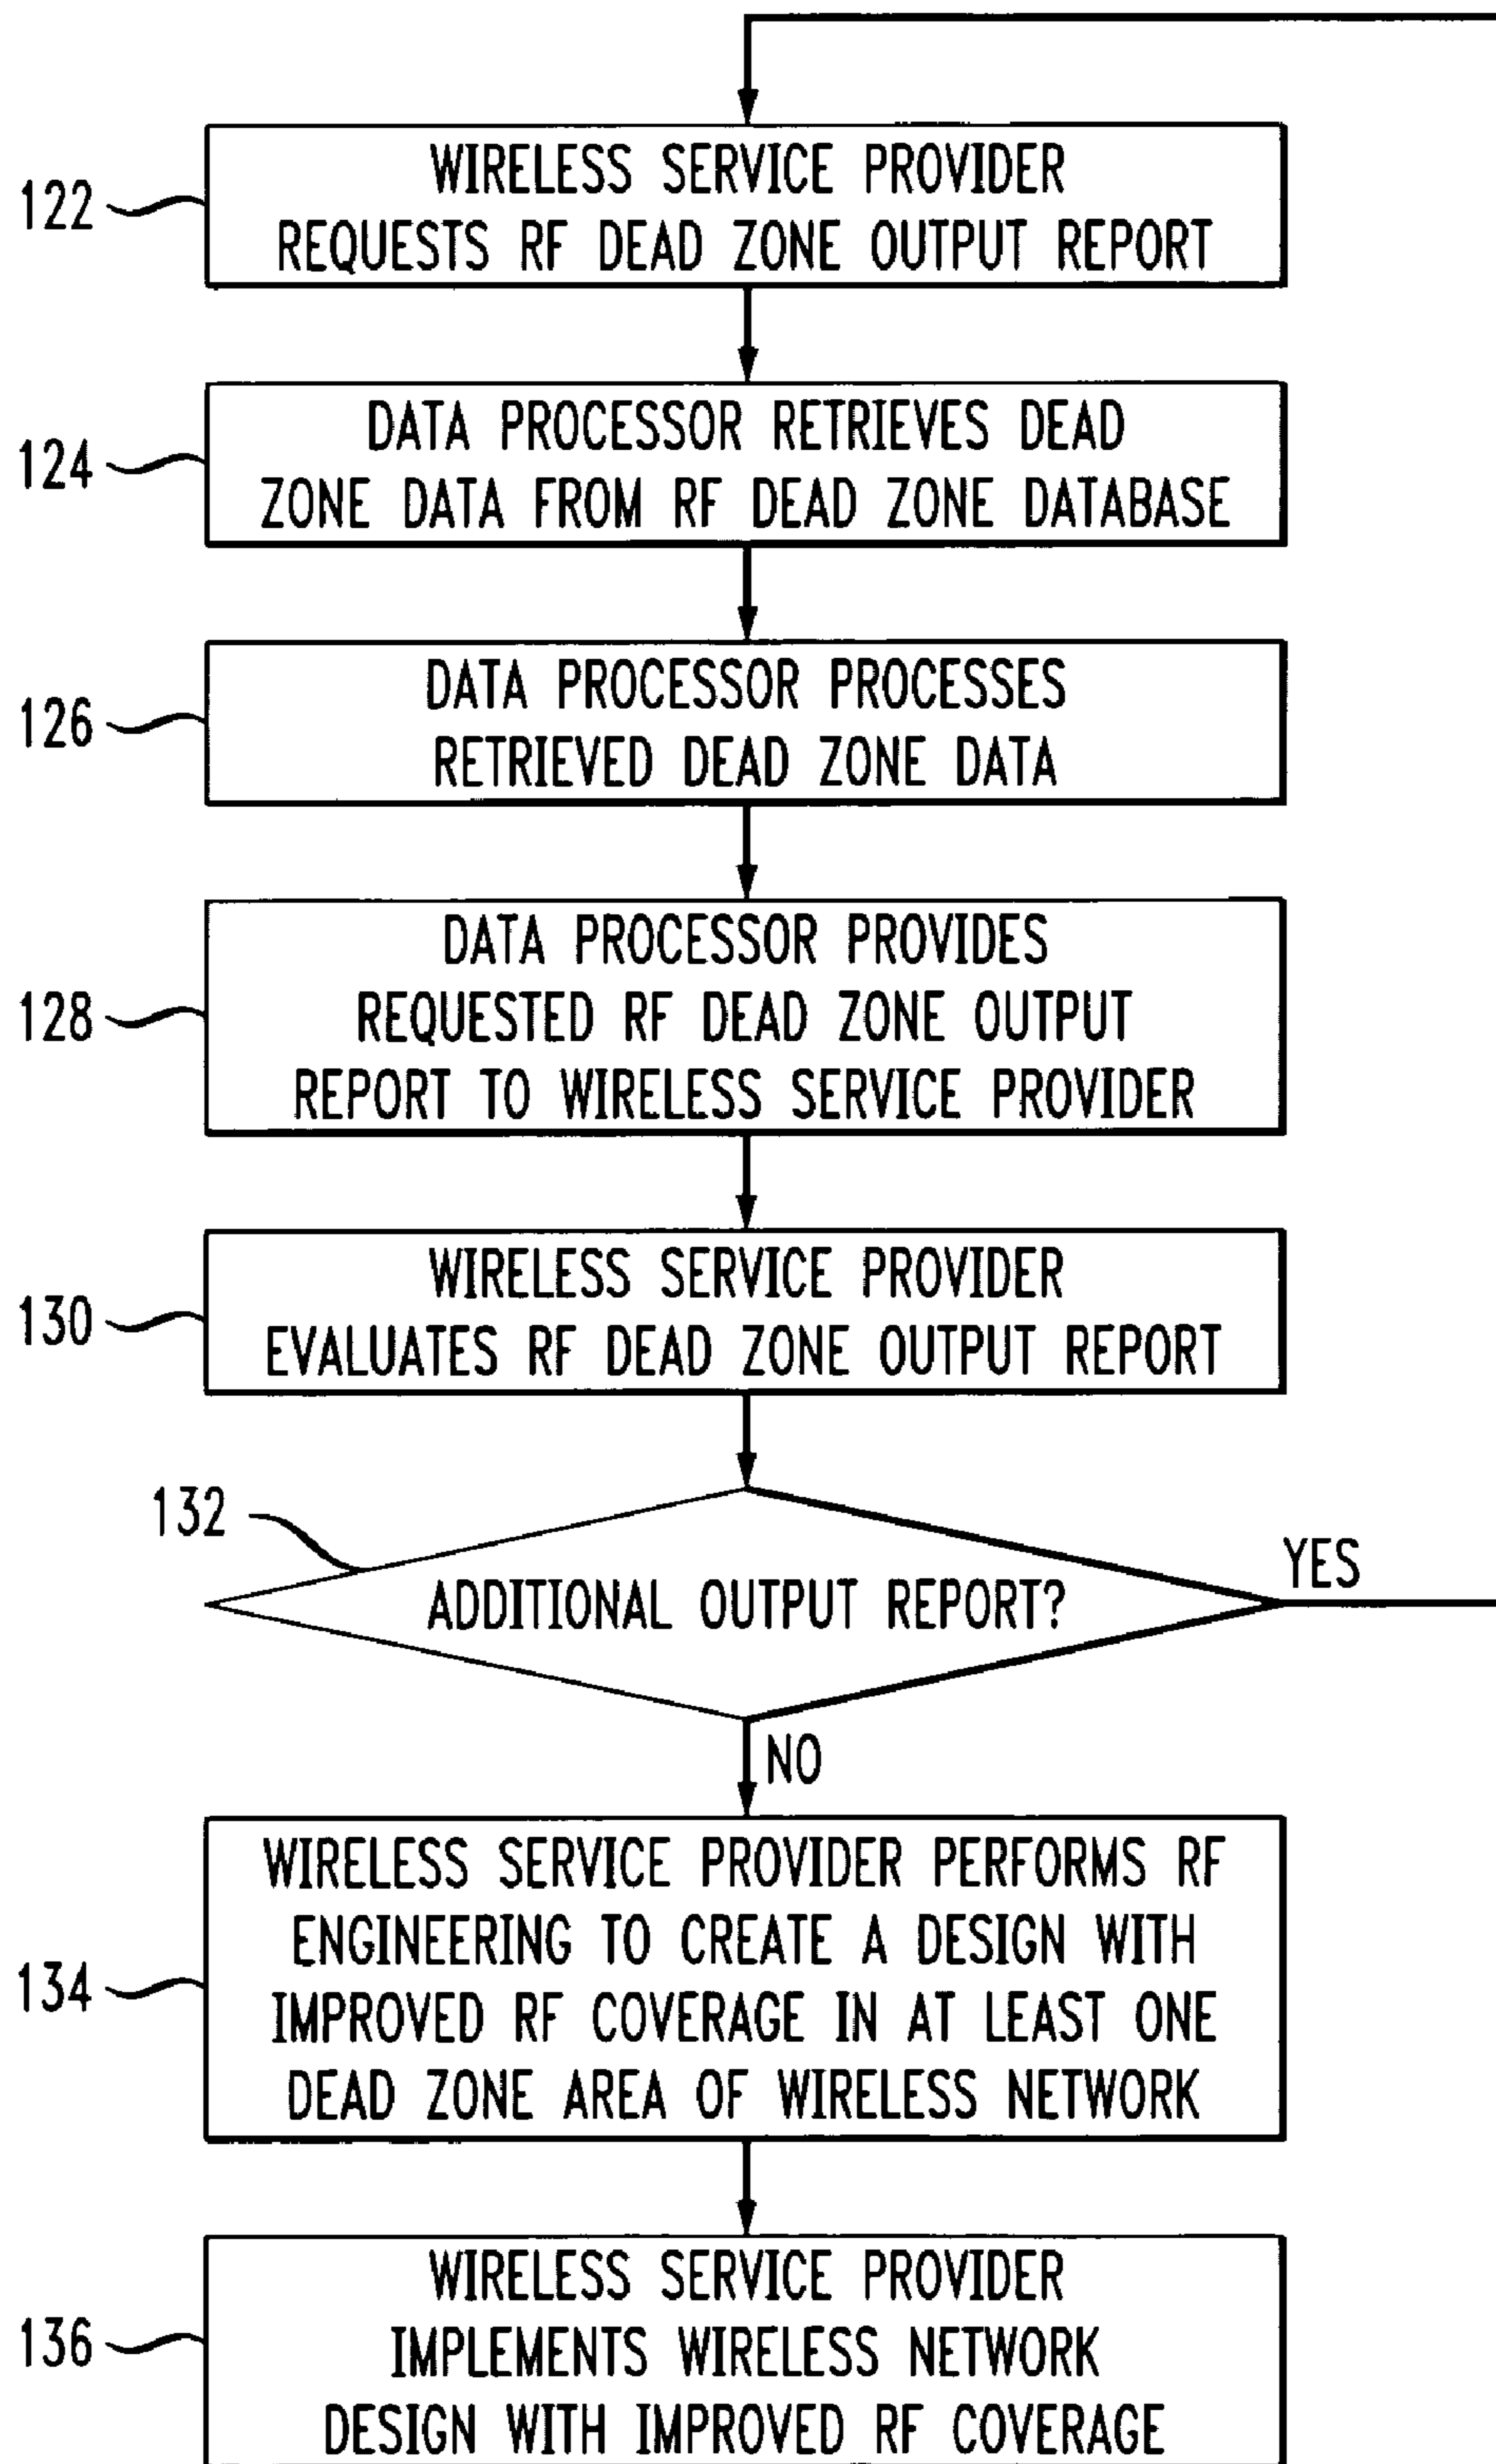 WIRELESS SERVICE PROVIDER
REQUESTS RF DEAD ZONE OUTPUT REPORT
122
DATA PROCESSOR RETRIEVES DEAD
ZONE DATA FROM RF DEAD ZONE DATABASE
124
DATA PROCESSOR PROCESSES
RETRIEVED DEAD ZONE DATA
126
DATA PROCESSOR PROVIDES
REQUESTED RF DEAD ZONE OUTPUT
REPORT TO WIRELESS SERVICE PROVIDER
128
WIRELESS SERVICE PROVIDER
EVALUATES RF DEAD ZONE OUTPUT REPORT
130
132
ADDITIONAL OUTPUT REPORT?
YES
NO
WIRELESS SERVICE PROVIDER PERFORMS RF
ENGINEERING TO CREATE A DESIGN WITH
IMPROVED RF COVERAGE IN AT LEAST ONE
DEAD ZONE AREA OF WIRELESS NETWORK
134
WIRELESS SERVICE PROVIDER
IMPLEMENTS WIRELESS NETWORK
DESIGN WITH IMPROVED RF COVERAGE
136